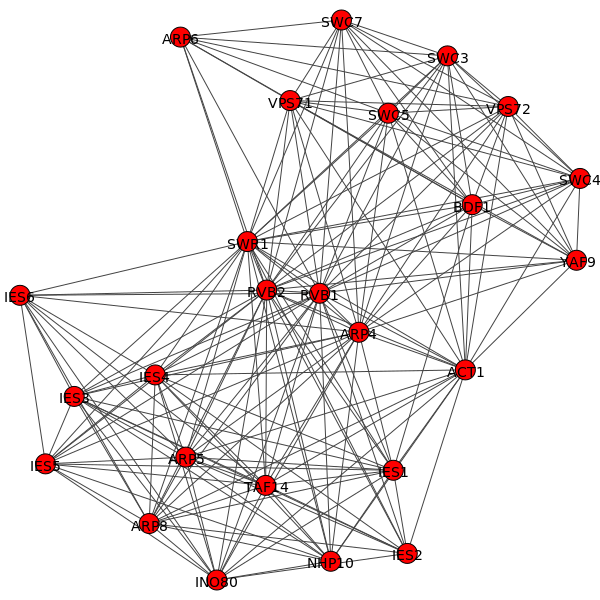 SWC7
ARP6
SWC3
VPS71
VPS72
SWC5
SWC4
BDF1
SWR1
YAF9
RVB2
RVB1
IES6
ARP4
ACT1
IES4
IES3
ARP5
IES5
IES1
TAF14
ARP8
IES2
NHP10
INO80